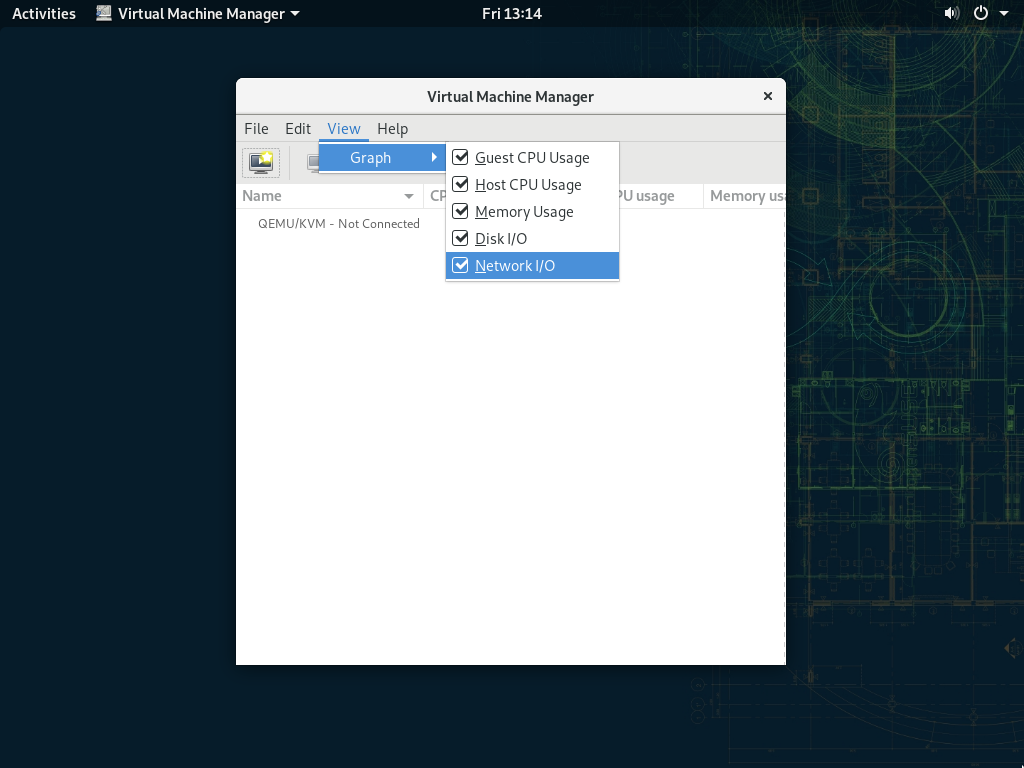 Activities Virtual Machine Manager Fri 13:14
Virtual Machine Manager
File Edit View Help
Graph
Guest CPU Usage
Host CPU Usage
Memory Usage
Disk I/O
Network I/O
Name CP PU usage Memory usa
QEMU/KVM - Not Connected